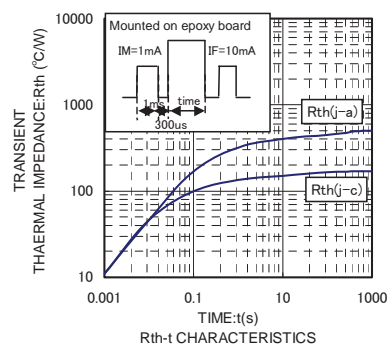 10000
1000
100
10
TRANSIENT
THAERMAL IMPEDANCE:Rth (℃/W)
Mounted on epoxy board
IM=1mA
IF=10mA
1ms
time
300us
Rth(j-a)
Rth(j-c)
0.001
0.1
10
1000
TIME:t(s)
Rth-t CHARACTERISTICS